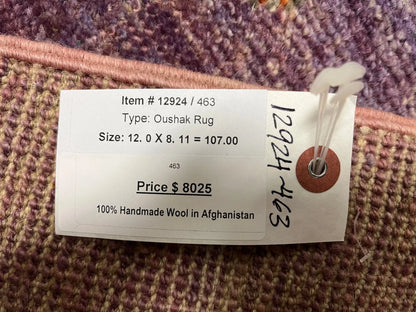 Item # 12924 / 463
Type: Oushak Rug
Size: 12. 0 X 8. 11 = 107.00
463
Price $ 8025
100% Handmade Wool in Afghanistan
12924-463